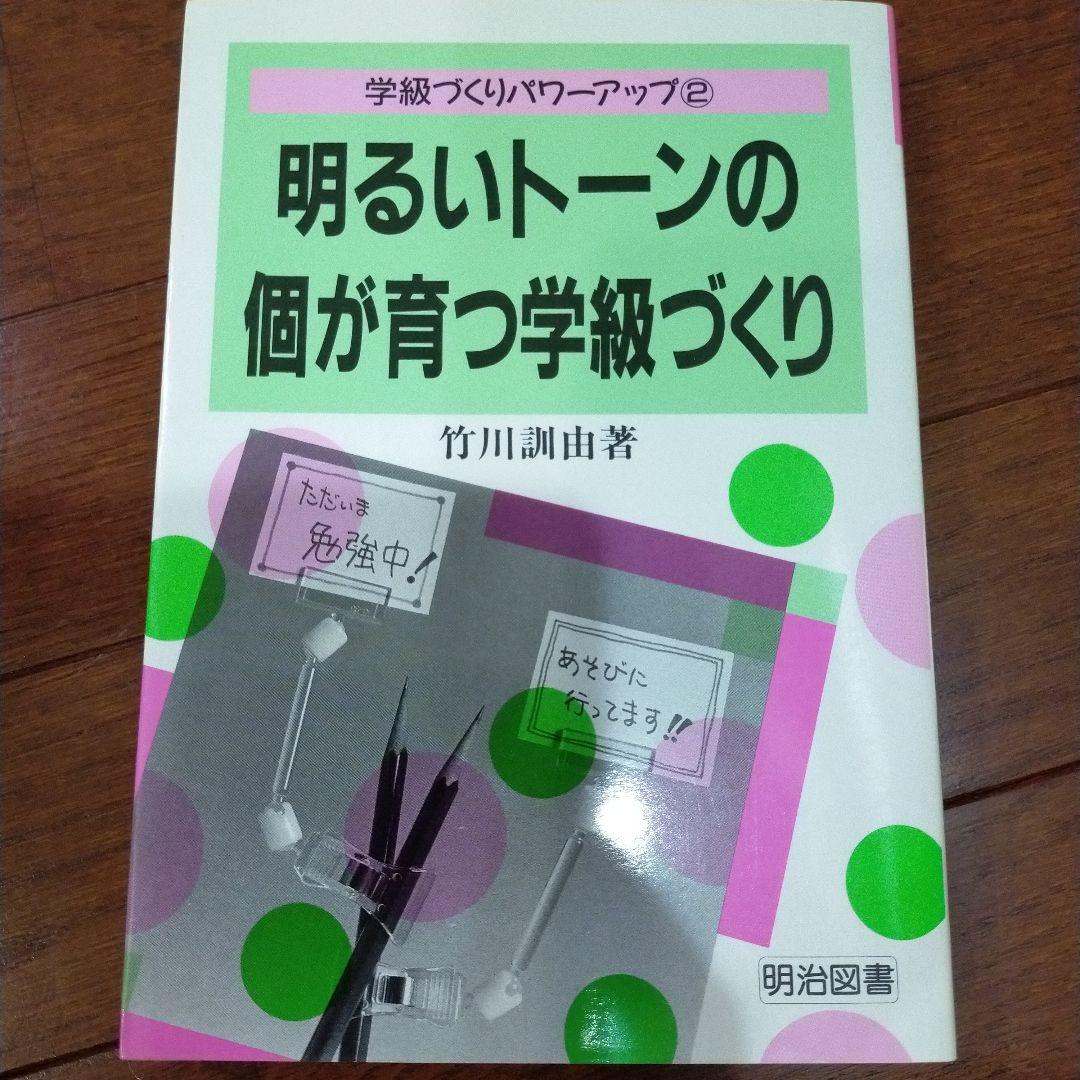 学級づくりパワーアップ②
明るいトーンの
個が育つ学級づくり
竹川訓由著
ただいま
勉強中!
あそびに
行ってます!!
明治図書